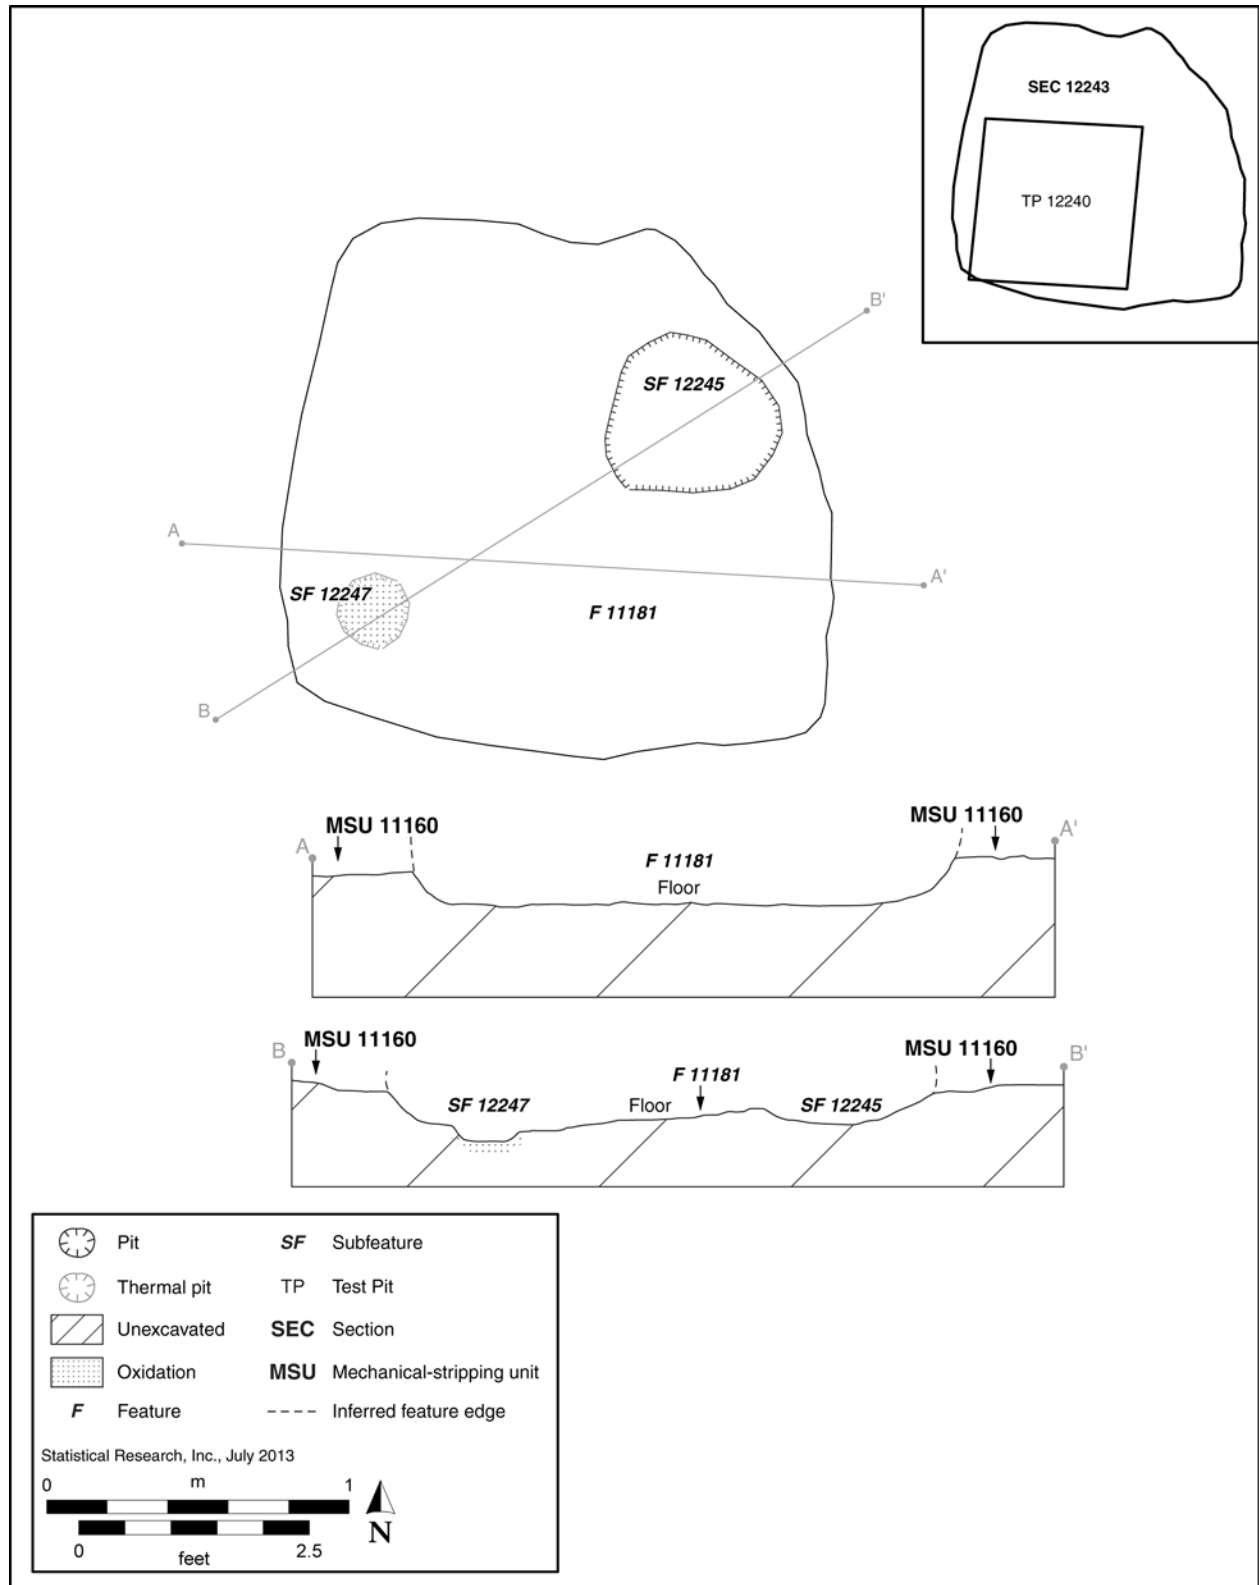 SEC 12243
TP 12240
B'
SF 12245
A
A'
SF 12247
F 11181
B
MSU 11160
MSU 11160
A
A'
F 11181
Floor
MSU 11160
MSU 11160
B
B'
F 11181
SF 12247
Floor
SF 12245
Pit
SF Subfeature
Thermal pit
TP Test Pit
Unexcavated
SEC Section
Oxidation
MSU Mechanical-stripping unit
F Feature
Inferred feature edge
Statistical Research, Inc., July 2013
0 m 1
N
0 feet 2.5